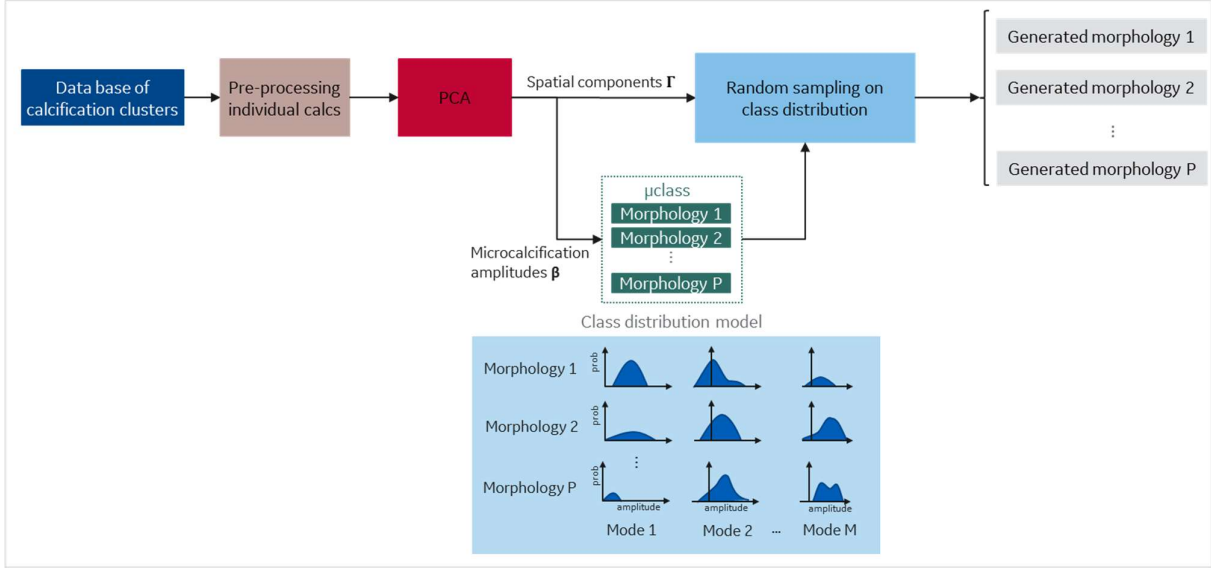 Data base of
calcification clusters
Pre-processing
individual calcs
PCA
Spatial components Γ
Random sampling on
class distribution
Generated morphology 1
Generated morphology 2
⋮
Generated morphology P
µclass
Morphology 1
Morphology 2
⋮
Morphology P
Microcalcification
amplitudes β
Class distribution model
Morphology 1
prob
Morphology 2
prob
⋮
Morphology P
prob
amplitude
amplitude
amplitude
Mode 1
Mode 2
...
Mode M